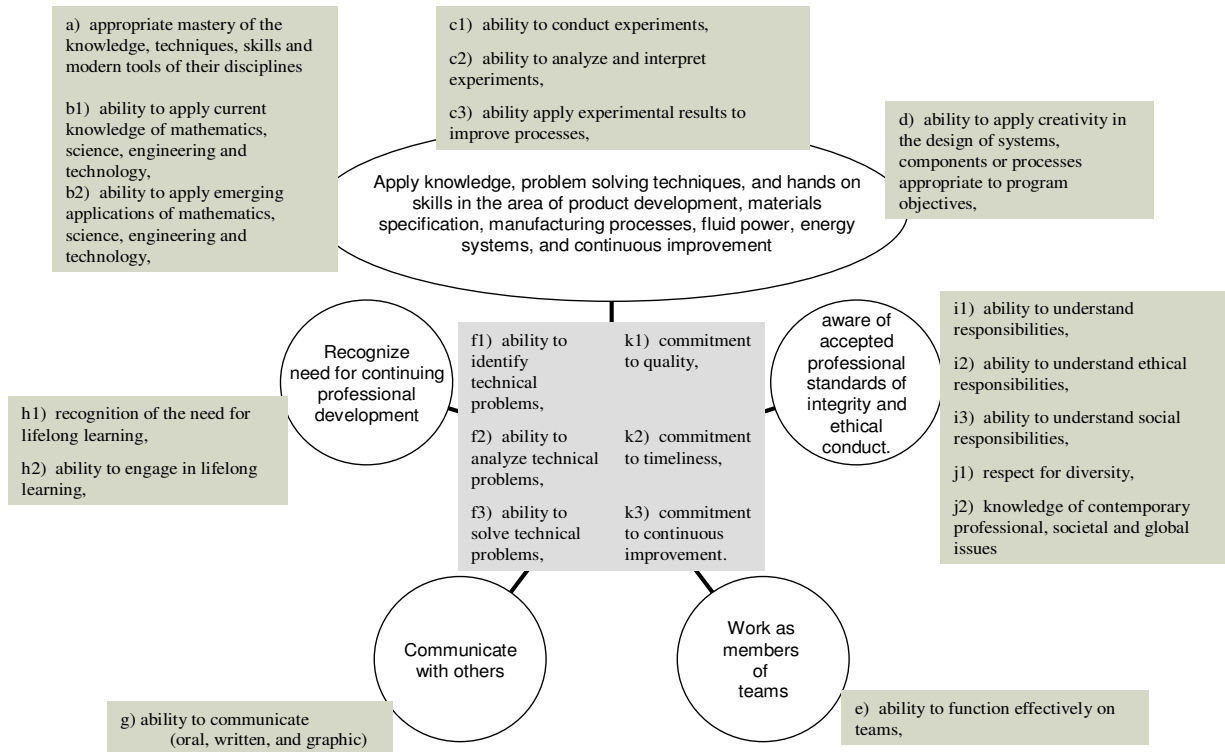 a) appropriate mastery of the
knowledge, techniques, skills and
modern tools of their disciplines
b1) ability to apply current
knowledge of mathematics,
science, engineering and
technology,
b2) ability to apply emerging
applications of mathematics,
science, engineering and
technology,
c1) ability to conduct experiments,
c2) ability to analyze and interpret
experiments,
c3) ability apply experimental results to
improve processes,
d) ability to apply creativity in
the design of systems,
components or processes
appropriate to program
objectives,
Apply knowledge, problem solving techniques, and hands on
skills in the area of product development, materials
specification, manufacturing processes, fluid power, energy
systems, and continuous improvement
Recognize
need for continuing
professional development
h1) recognition of the need for
lifelong learning,
h2) ability to engage in lifelong
learning,
f1) ability to
identify
technical
problems,
f2) ability to
analyze technical
problems,
f3) ability to
solve technical
problems,
k1) commitment
to quality,
k2) commitment
to timeliness,
k3) commitment
to continuous
improvement.
aware of
accepted
professional
standards of
integrity and
ethical
conduct.
i1) ability to understand
responsibilities,
i2) ability to understand ethical
responsibilities,
i3) ability to understand social
responsibilities,
j1) respect for diversity,
j2) knowledge of contemporary
professional, societal and global
issues
Communicate
with others
g) ability to communicate
(oral, written, and graphic)
Work as
members
of
teams
e) ability to function effectively on
teams,